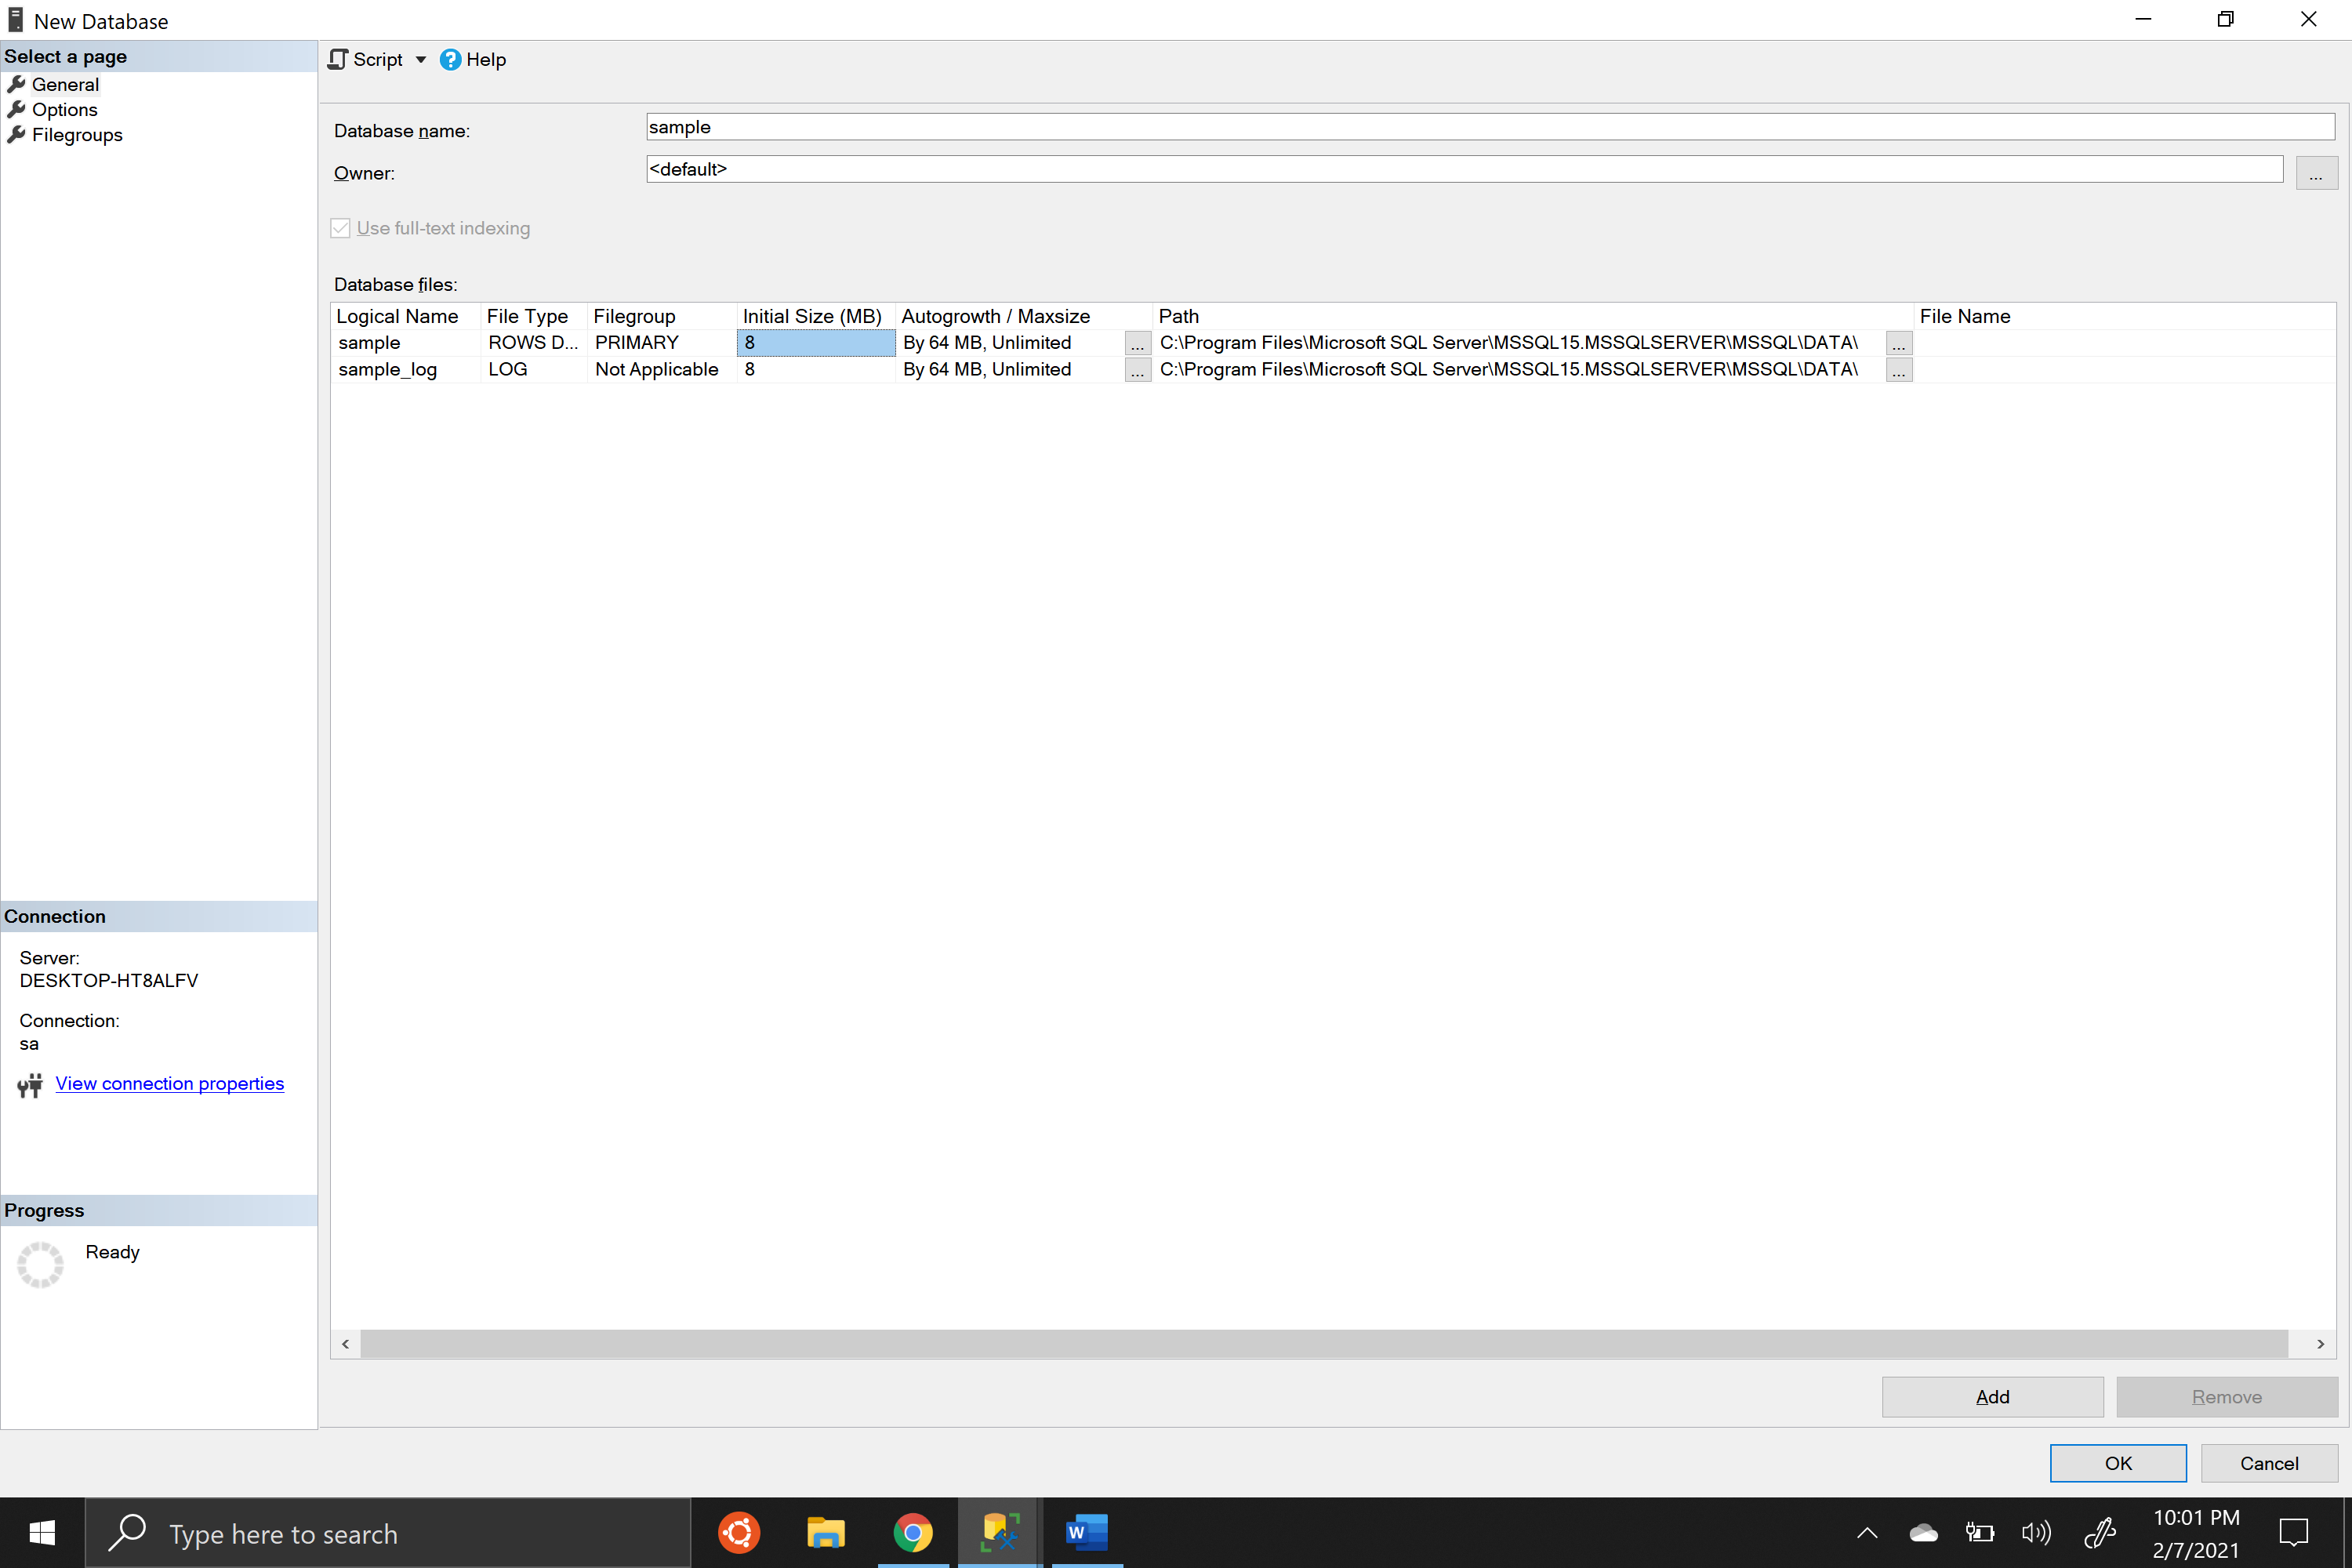 New Database
Select a page
General
Options
Filegroups
Script
Help
Database name:
sample
Owner:
<default>
...
Use full-text indexing
Database files:
Logical Name File Type Filegroup Initial Size (MB) Autogrowth / Maxsize Path File Name
sample ROWS D... PRIMARY 8 By 64 MB, Unlimited ... C:\Program Files\Microsoft SQL Server\MSSQL15.MSSQLSERVER\MSSQL\DATA\ ...
sample_log LOG Not Applicable 8 By 64 MB, Unlimited ... C:\Program Files\Microsoft SQL Server\MSSQL15.MSSQLSERVER\MSSQL\DATA\ ...
Connection
Server:
DESKTOP-HT8ALFV
Connection:
sa
View connection properties
Progress
Ready
Add
Remove
OK
Cancel
Type here to search
W
10:01 PM
2/7/2021